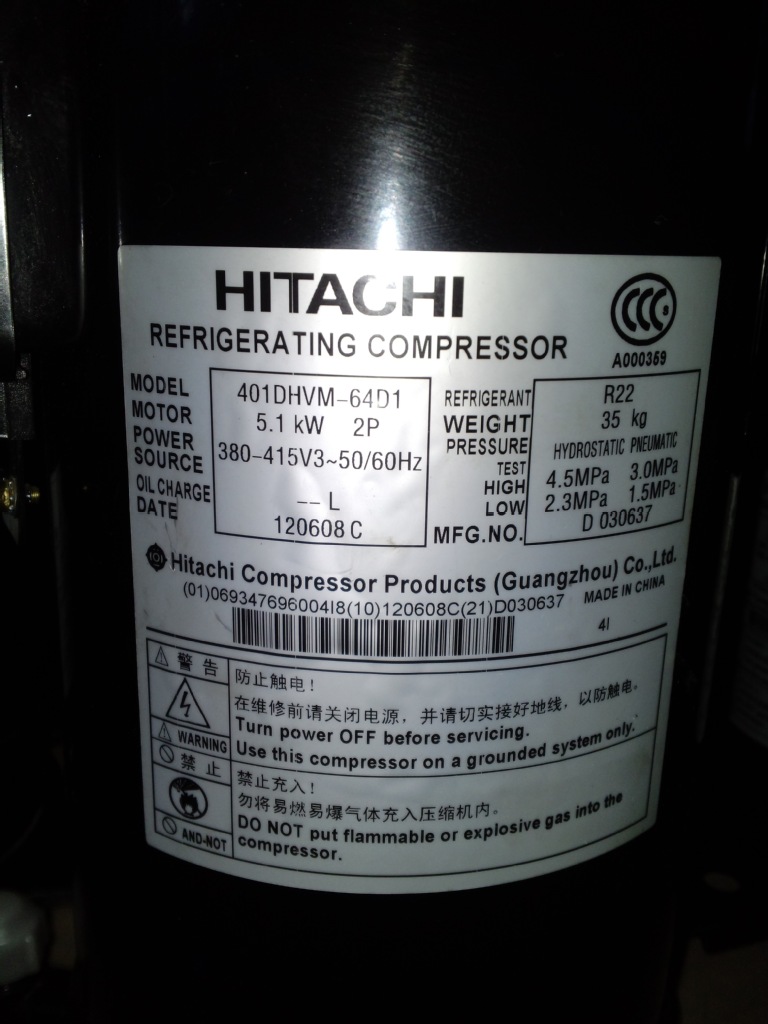 HITACHI
REFRIGERATING COMPRESSOR
CCC S
A000359
MODEL 401DHVM-64D1
MOTOR 5.1 kW 2P
POWER SOURCE 380-415V3~50/60Hz
OIL CHARGE -- L
DATE 120608 C
REFRIGERANT R22
WEIGHT 35 kg
PRESSURE HYDROSTATIC PNEUMATIC
TEST HIGH 4.5MPa 3.0MPa
LOW 2.3MPa 1.5MPa
MFG.NO. D 030637
Hitachi Compressor Products (Guangzhou) Co.,Ltd.
(01)06934769600418(10)120608C(21)D030637 MADE IN CHINA
4I
警告
WARNING
防止触电!
在维修前请关闭电源,并请切实接好地线,以防触电。
Turn power OFF before servicing.
Use this compressor on a grounded system only.
禁止
AND-NOT
禁止充入!
勿将易燃易爆气体充入压缩机内。
DO NOT put flammable or explosive gas into the
compressor.